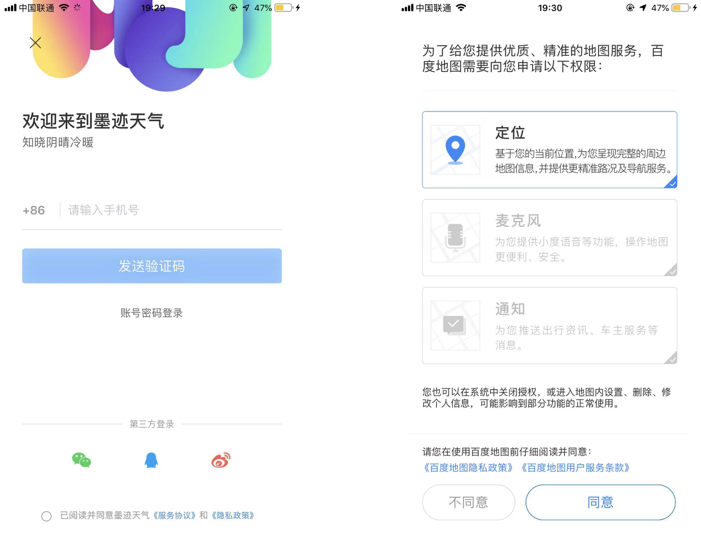 中国联通
19:29
47%
欢迎来到墨迹天气
知晓阴晴冷暖
+86
请输入手机号
发送验证码
账号密码登录
第三方登录
已阅读并同意墨迹天气《服务协议》和《隐私政策》
中国联通
19:30
47%
为了给您提供优质、精准的地图服务，百
度地图需要向您申请以下权限：
定位
基于您的当前位置,为您呈现完整的周边
地图信息,并提供更精准路况及导航服务。
麦克风
为您提供小度语音等功能，操作地图
更便利、安全。
通知
为您推送出行资讯、车主服务等
消息。
您也可以在系统中关闭授权，或进入地图内设置、删除、修
改个人信息，可能影响到部分功能的正常使用。
请您在使用百度地图前仔细阅读并同意：
《百度地图隐私政策》《百度地图用户服务条款》
不同意
同意